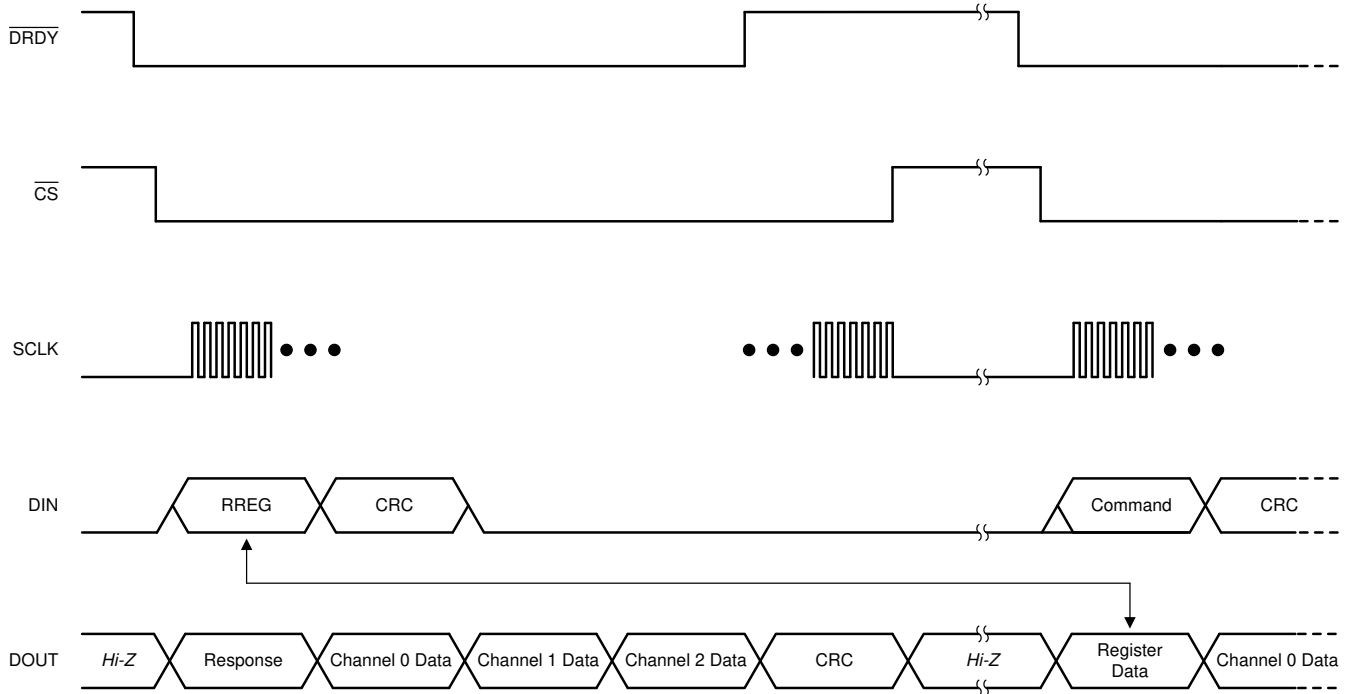 DRDY
CS
SCLK
DIN
RREG
CRC
Command
CRC
DOUT
Hi-Z
Response
Channel 0 Data
Channel 1 Data
Channel 2 Data
CRC
Hi-Z
Register
Data
Channel 0 Data